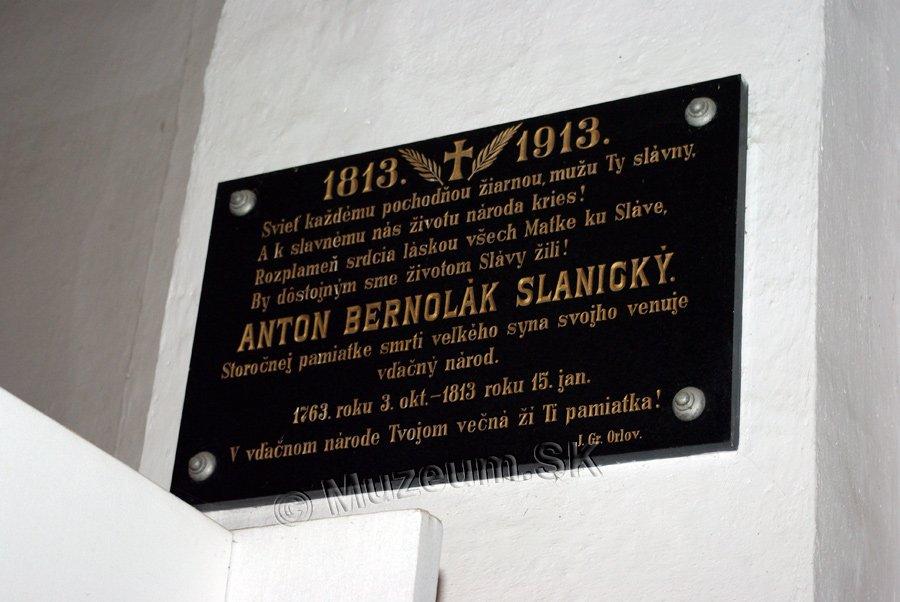 1813. 1913.
Svieť každému pochodňou žiarnou, mužu Ty slávny,
A k slavnému nás životu národa kries!
Rozplameň srdcia láskou všech Matke ku Sláve,
By dôstojným sme životom Slávy žili!
ANTON BERNOLÁK SLANICKÝ.
Storočnej pamiatke smrti veľkého syna svojho venuje
vďačný národ.
1763. roku 3. okt.–1813 roku 15. jan.
V vďačnom národe Tvojom večná ži Ti pamiatka!
J. Gr. Orlov.
© Muzeum.SK